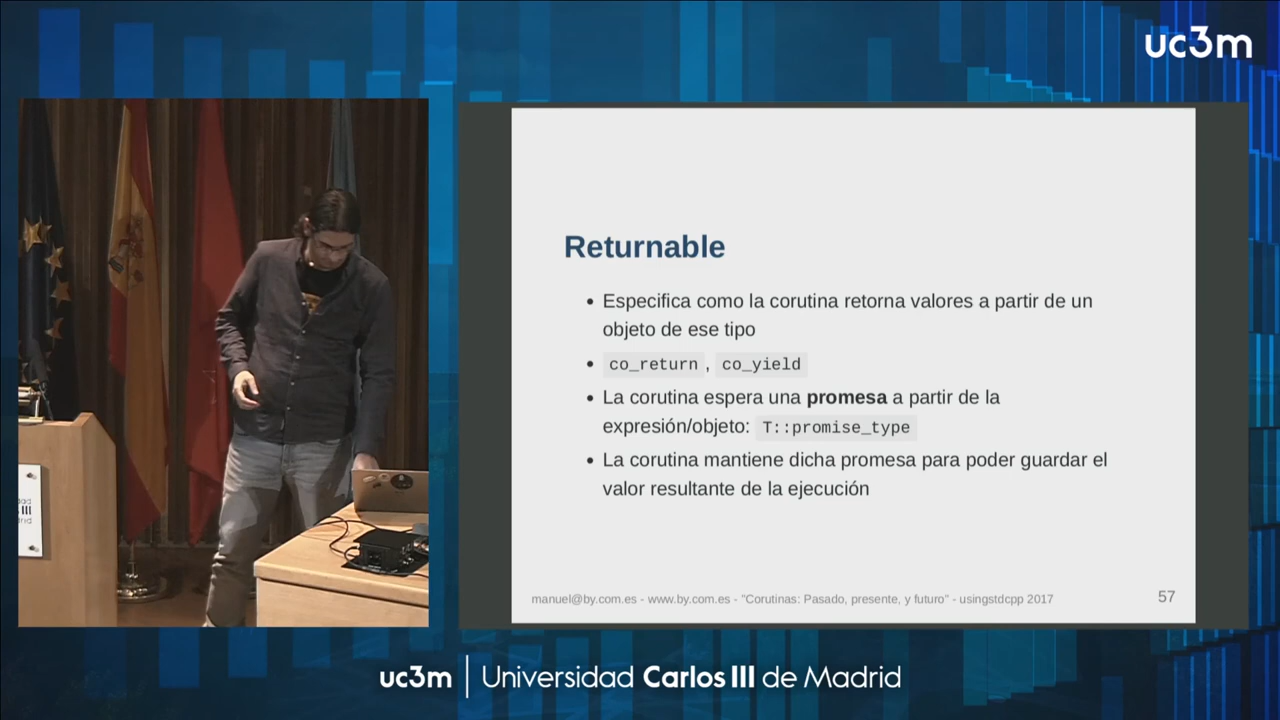 uc3m
Returnable
• Especifica como la corutina retorna valores a partir de un
objeto de ese tipo
• co_return , co_yield
• La corutina espera una promesa a partir de la
expresión/objeto: T::promise_type
• La corutina mantiene dicha promesa para poder guardar el
valor resultante de la ejecución
manuel@by.com.es - www.by.com.es - "Corutinas: Pasado, presente, y futuro" - usingstdcpp 2017
57
III
uc3m | Universidad Carlos III de Madrid